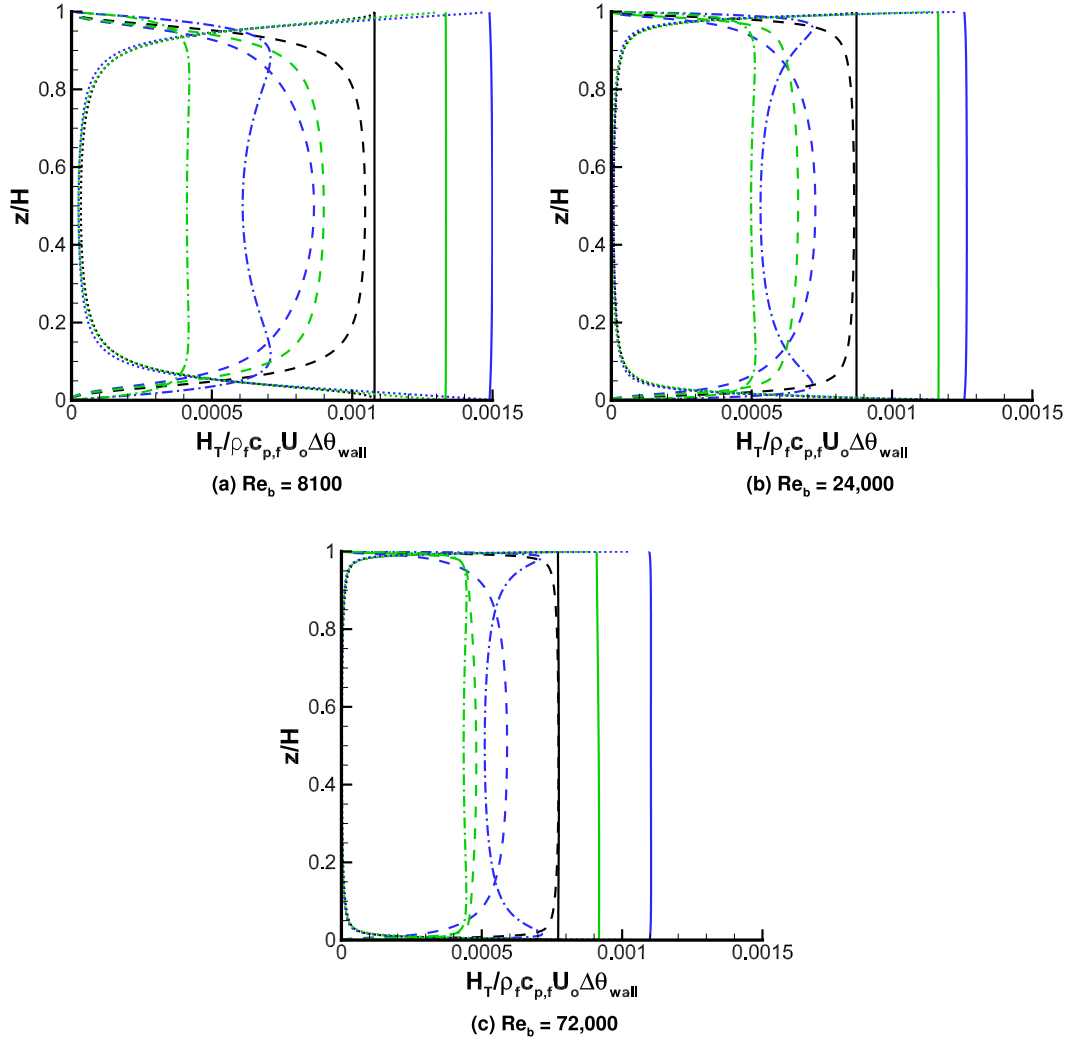 z/H
1
0.8
0.6
0.4
0.2
0
0 0.0005 0.001 0.0015
H_T/ρ_f c_{p,f} U_o Δθ_wall
(a) Re_b = 8100
z/H
1
0.8
0.6
0.4
0.2
0
0 0.0005 0.001 0.0015
H_T/ρ_f c_{p,f} U_o Δθ_wall
(b) Re_b = 24,000
z/H
1
0.8
0.6
0.4
0.2
0
0 0.0005 0.001 0.0015
H_T/ρ_f c_{p,f} U_o Δθ_wall
(c) Re_b = 72,000